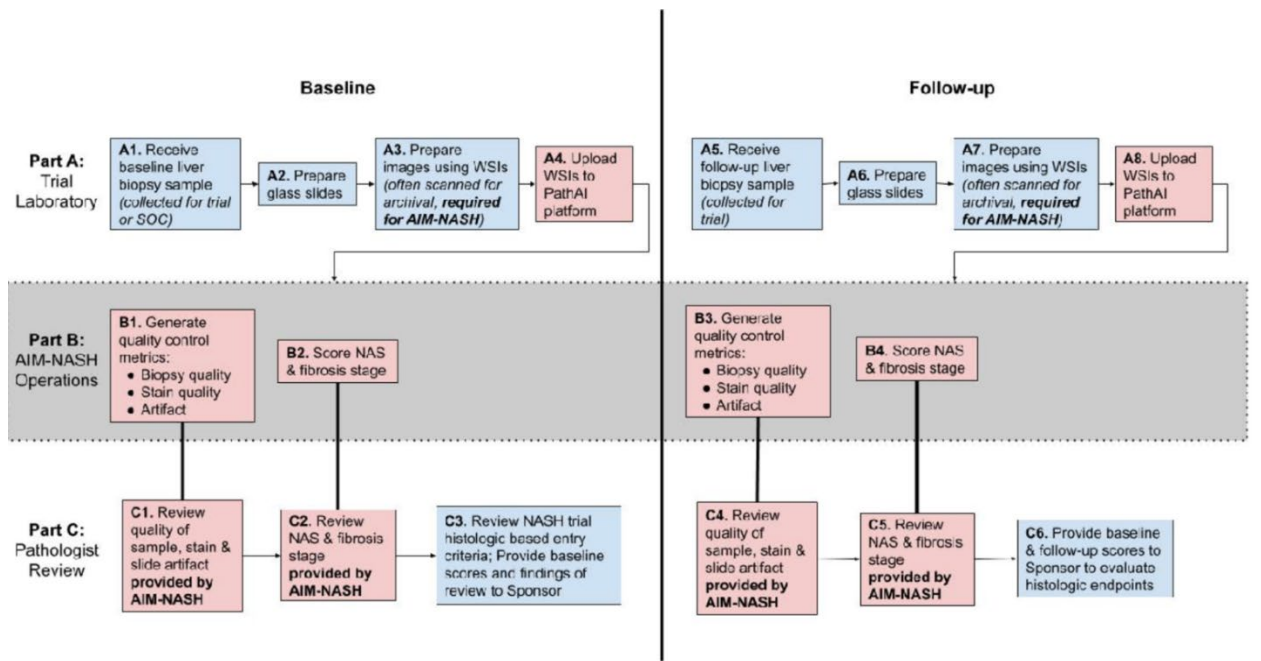 Baseline
Follow-up
Part A:
Trial
Laboratory
A1. Receive
baseline liver
biopsy sample
(collected for trial
or SOC)
A2. Prepare
glass slides
A3. Prepare
images using WSIs
(often scanned for
archival, required
for AIM-NASH)
A4. Upload
WSIs to
PathAI
platform
A5. Receive
follow-up liver
biopsy sample
(collected for
trial)
A6. Prepare
glass slides
A7. Prepare
images using WSIs
(often scanned for
archival, required
for AIM-NASH)
A8. Upload
WSIs to
PathAI
platform
Part B:
AIM-NASH
Operations
B1. Generate
quality control
metrics:
● Biopsy quality
● Stain quality
● Artifact
B2. Score NAS
& fibrosis stage
B3. Generate
quality control
metrics:
● Biopsy quality
● Stain quality
● Artifact
B4. Score NAS
& fibrosis stage
Part C:
Pathologist
Review
C1. Review
quality of
sample, stain &
slide artifact
provided by
AIM-NASH
C2. Review
NAS & fibrosis
stage
provided by
AIM-NASH
C3. Review NASH trial
histologic based entry
criteria; Provide baseline
scores and findings of
review to Sponsor
C4. Review
quality of
sample, stain &
slide artifact
provided by
AIM-NASH
C5. Review
NAS & fibrosis
stage
provided by
AIM-NASH
C6. Provide baseline
& follow-up scores to
Sponsor to evaluate
histologic endpoints